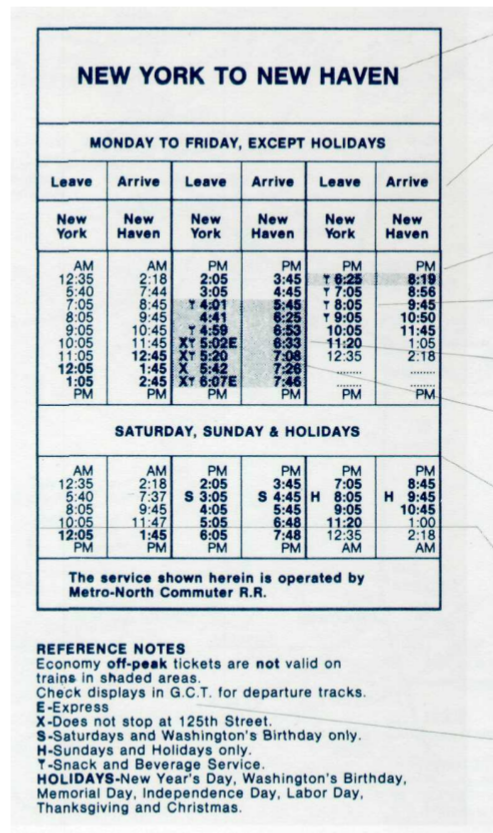 NEW YORK TO NEW HAVEN
MONDAY TO FRIDAY, EXCEPT HOLIDAYS
Leave Arrive Leave Arrive Leave Arrive
New York New Haven New York New Haven New York New Haven
AM AM PM PM PM PM
12:35 2:18 2:05 3:45 Y 6:25 8:19
5:40 7:44 3:05 4:45 Y 7:05 8:56
7:05 8:45 Y 4:01 5:45 Y 8:05 9:45
8:05 9:45 4:41 6:25 Y 9:05 10:50
9:05 10:45 Y 4:59 6:53 10:05 11:45
10:05 11:45 XY 5:02E 6:33 11:20 1:05
11:05 12:45 XY 5:20 7:08 12:35 2:18
12:05 1:45 X 5:42 7:26 ........ ........
1:05 2:45 XY 6:07E 7:46 ........ ........
PM PM PM PM PM PM
SATURDAY, SUNDAY & HOLIDAYS
AM AM PM PM PM PM
12:35 2:18 2:05 3:45 7:05 8:45
5:40 7:37 S 3:05 S 4:45 H 8:05 H 9:45
8:05 9:45 4:05 5:45 9:05 10:45
10:05 11:47 5:05 6:48 11:20 1:00
12:05 1:45 6:05 7:48 12:35 2:18
PM PM PM PM AM AM
The service shown herein is operated by
Metro-North Commuter R.R.
REFERENCE NOTES
Economy off-peak tickets are not valid on
trains in shaded areas.
Check displays in G.C.T. for departure tracks.
E-Express
X-Does not stop at 125th Street.
S-Saturdays and Washington's Birthday only.
H-Sundays and Holidays only.
Y-Snack and Beverage Service.
HOLIDAYS-New Year's Day, Washington's Birthday,
Memorial Day, Independence Day, Labor Day,
Thanksgiving and Christmas.